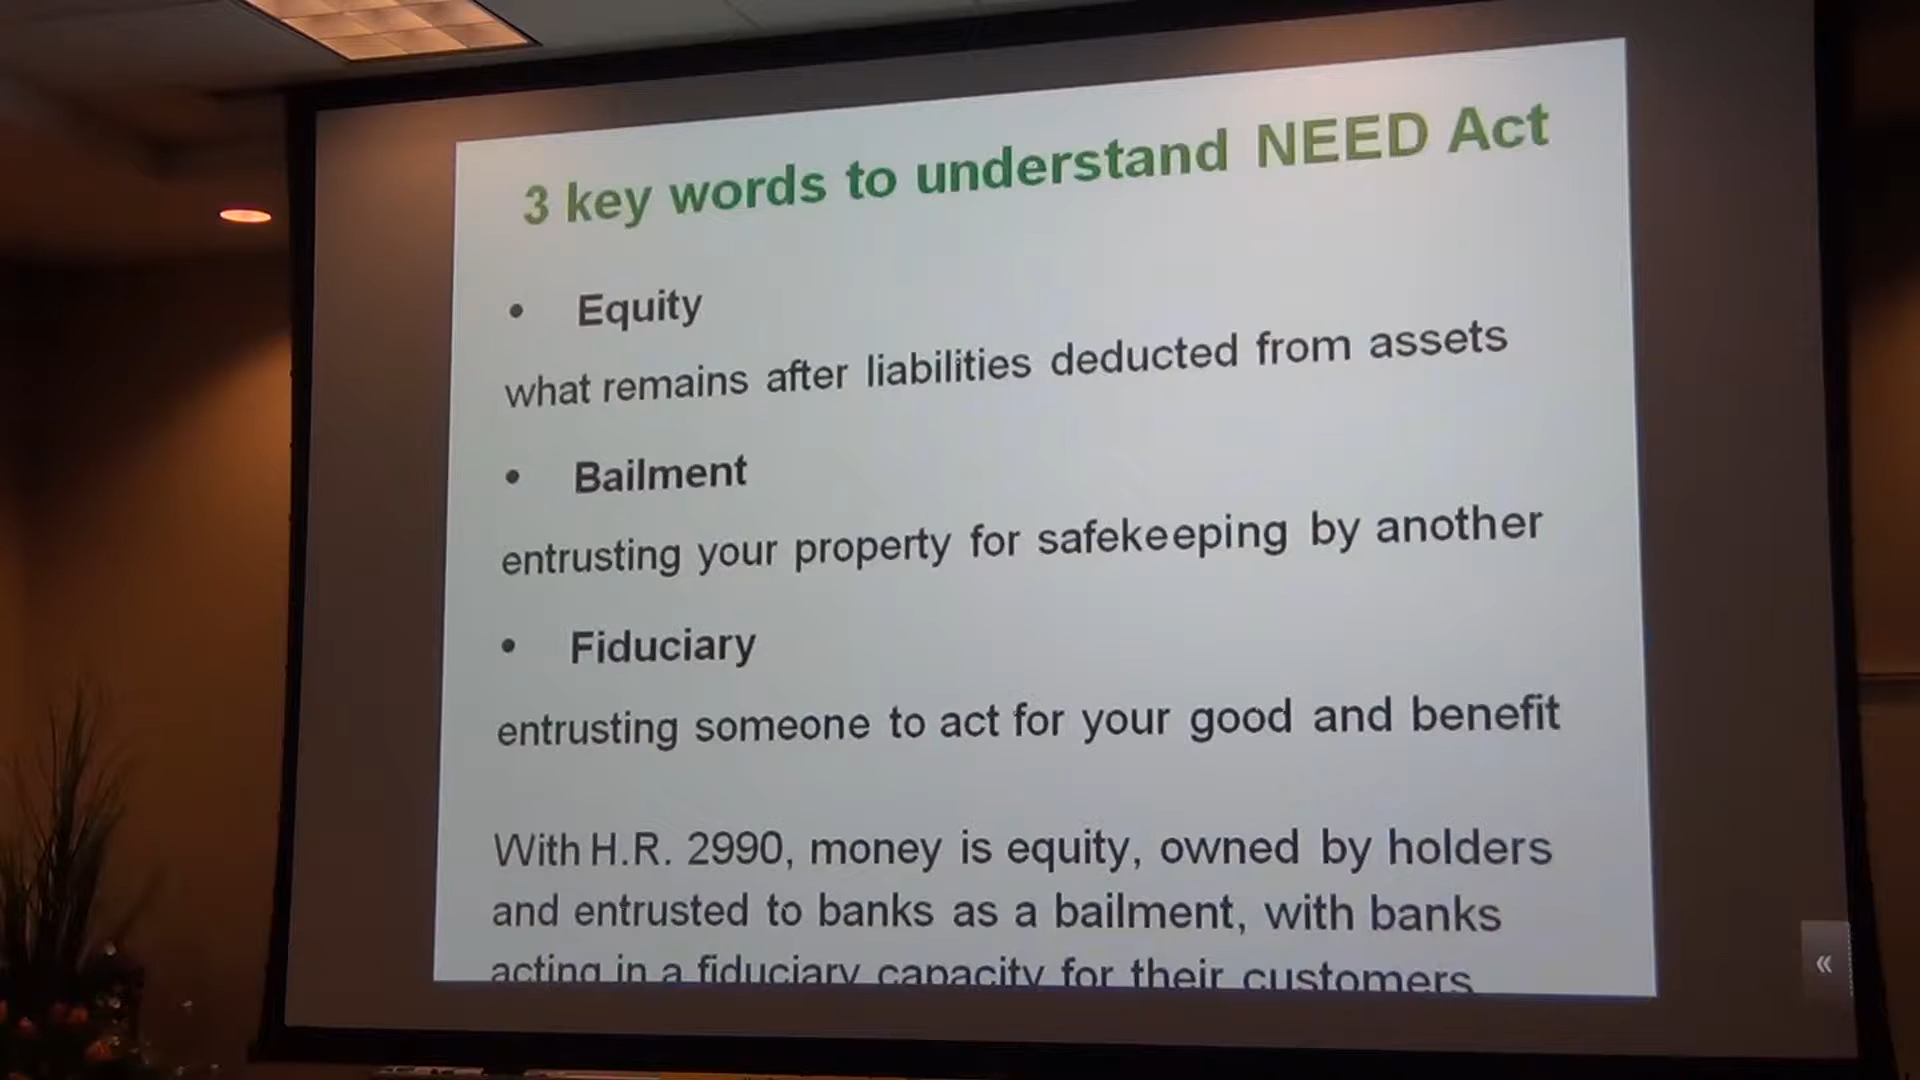 3 key words to understand NEED Act
• Equity
what remains after liabilities deducted from assets
• Bailment
entrusting your property for safekeeping by another
• Fiduciary
entrusting someone to act for your good and benefit
With H.R. 2990, money is equity, owned by holders
and entrusted to banks as a bailment, with banks
acting in a fiduciary capacity for their customers
«